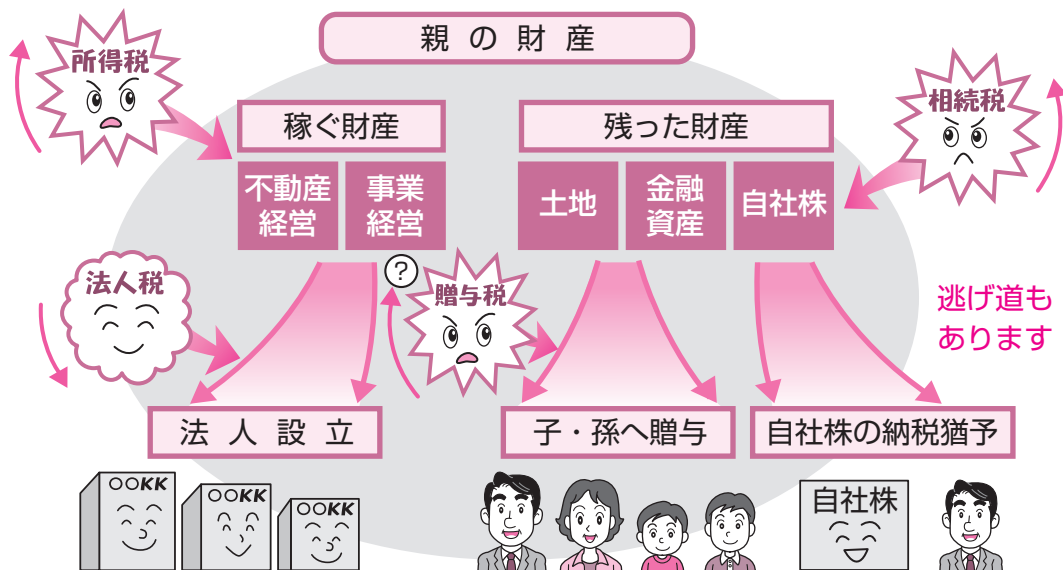 親の財産
所得税
相続税
稼ぐ財産
残った財産
不動産
経営
事業
経営
土地
金融
資産
自社株
法人税
?
贈与税
逃げ道も
あります
法人設立
子・孫へ贈与
自社株の納税猶予
○○KK
○○KK
○○KK
自社株